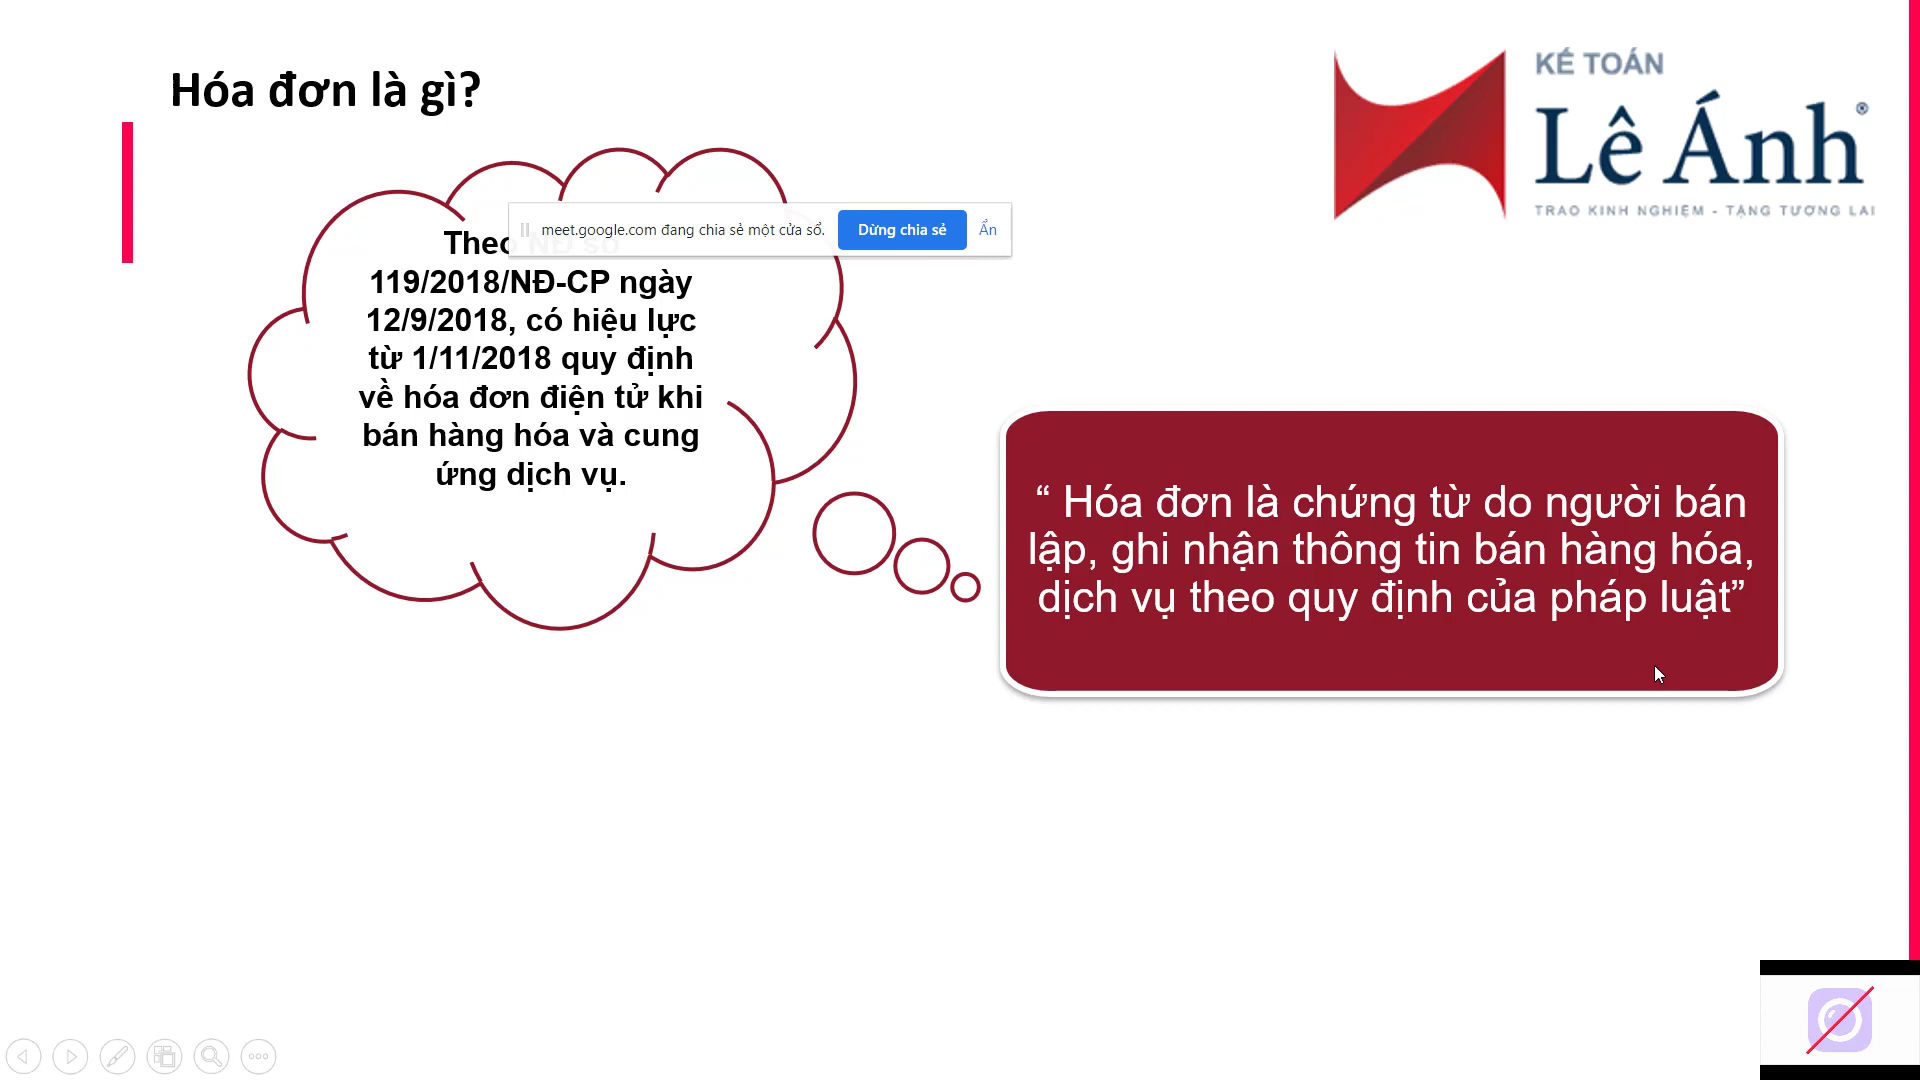 Hóa đơn là gì?
KẾ TOÁN
Lê Ánh®
TRAO KINH NGHIỆM - TẶNG TƯƠNG LAI
meet.google.com đang chia sẻ một cửa sổ.
Dừng chia sẻ
Ẩn
Theo NĐ số
119/2018/NĐ-CP ngày
12/9/2018, có hiệu lực
từ 1/11/2018 quy định
về hóa đơn điện tử khi
bán hàng hóa và cung
ứng dịch vụ.
“ Hóa đơn là chứng từ do người bán
lập, ghi nhận thông tin bán hàng hóa,
dịch vụ theo quy định của pháp luật”